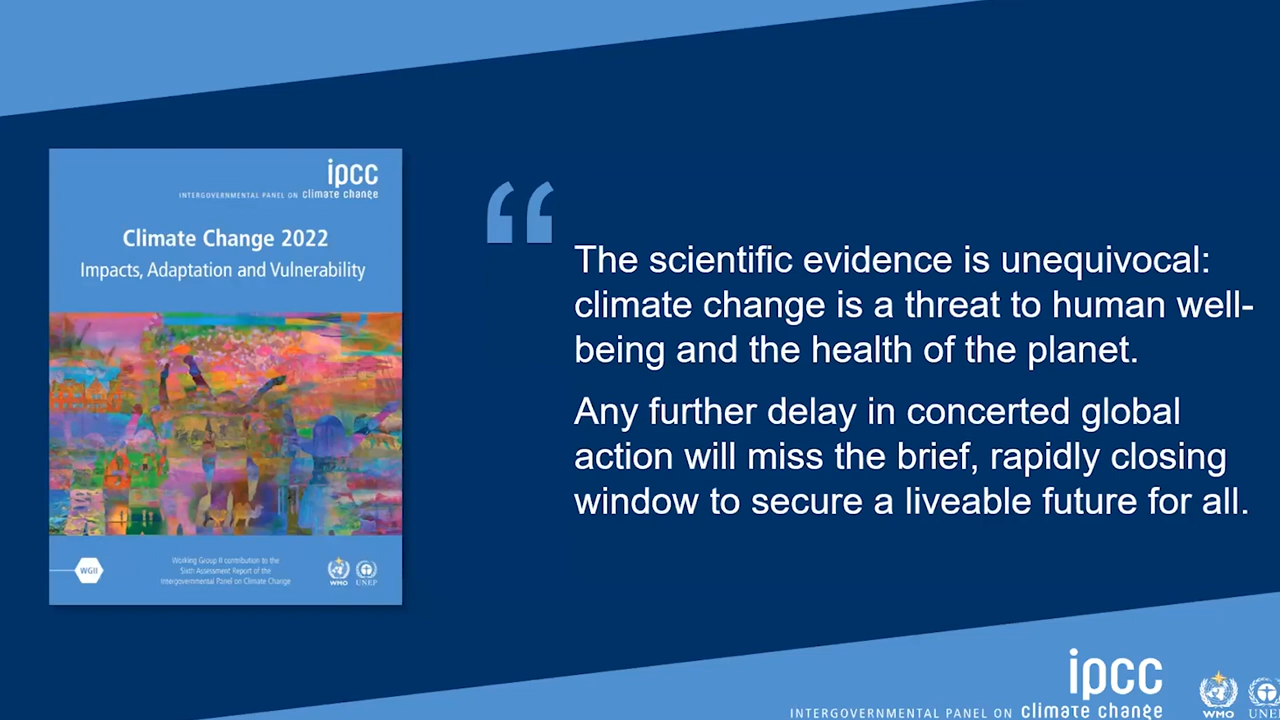 ipcc
INTERGOVERNMENTAL PANEL ON climate change
Climate Change 2022
Impacts, Adaptation and Vulnerability
WGII
Working Group II contribution to the
Sixth Assessment Report of the
Intergovernmental Panel on Climate Change
WMO UNEP
“
The scientific evidence is unequivocal:
climate change is a threat to human well-
being and the health of the planet.
Any further delay in concerted global
action will miss the brief, rapidly closing
window to secure a liveable future for all.
ipcc
INTERGOVERNMENTAL PANEL ON climate change
WMO UNE